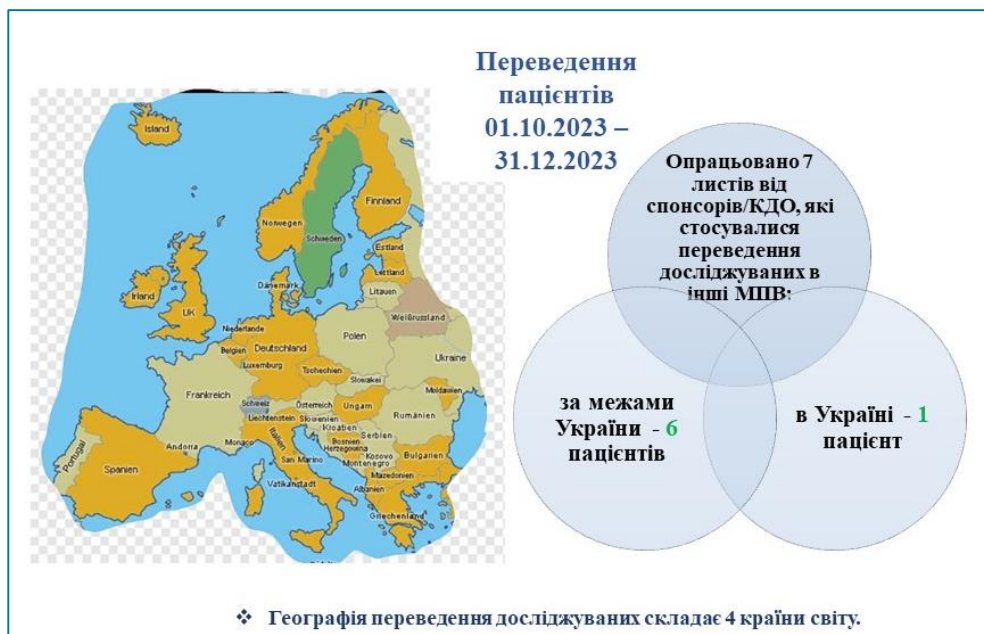 Переведення
пацієнтів
01.10.2023 –
31.12.2023
Опрацьовано 7
листів від
спонсорів/КДО, які
стосувалися
переведення
досліджуваних в
інші МПВ:
за межами
України - 6
пацієнтів
в Україні - 1
пацієнт
Island
Norwegen
Finnland
Schweden
Estland
Lettland
Dänemark
Litauen
Irland
UK
Weißrussland
Niederlande
Belgien
Deutschland
Polen
Luxemburg
Tschechien
Ukraine
Frankreich
Slowakei
Moldawien
Schweiz
Österreich
Ungarn
Liechtenstein
Slowenien
Rumänien
Kroatien
Italien
Andorra
Monaco
Bosnien
Herzegowina
Serbien
San Marino
Kosovo
Bulgarien
Montenegro
Portugal
Spanien
Mazedonien
Vatikanstadt
Albanien
Griechenland
❖ Географія переведення досліджуваних складає 4 країни світу.